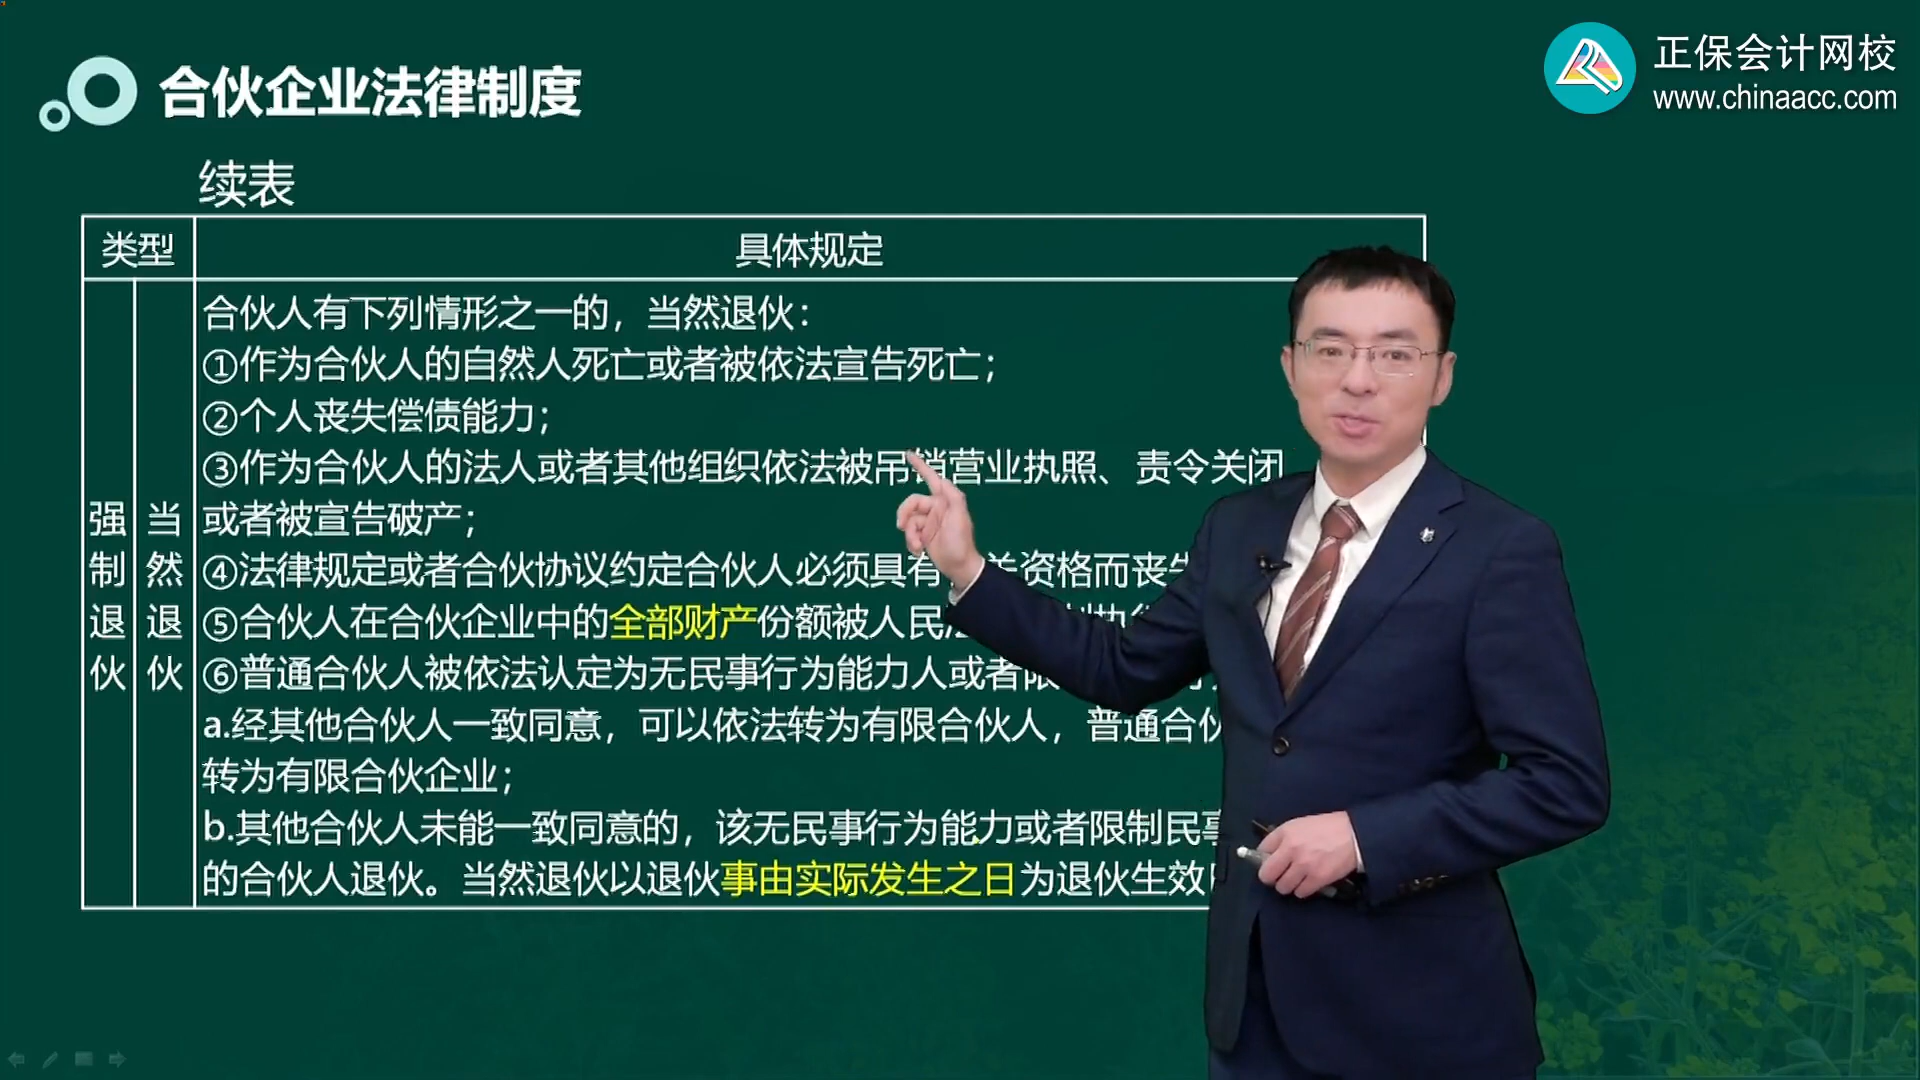 合伙企业法律制度
正保会计网校
www.chinaacc.com
续表
类型
具体规定
强制退伙
当然退伙
合伙人有下列情形之一的，当然退伙：
①作为合伙人的自然人死亡或者被依法宣告死亡；
②个人丧失偿债能力；
③作为合伙人的法人或者其他组织依法被吊销营业执照、责令关闭
或者被宣告破产；
④法律规定或者合伙协议约定合伙人必须具有 资格而丧失
⑤合伙人在合伙企业中的全部财产份额被人民
⑥普通合伙人被依法认定为无民事行为能力人或者限
a.经其他合伙人一致同意，可以依法转为有限合伙人，普通合伙
转为有限合伙企业；
b.其他合伙人未能一致同意的，该无民事行为能力或者限制民事
的合伙人退伙。当然退伙以退伙事由实际发生之日为退伙生效